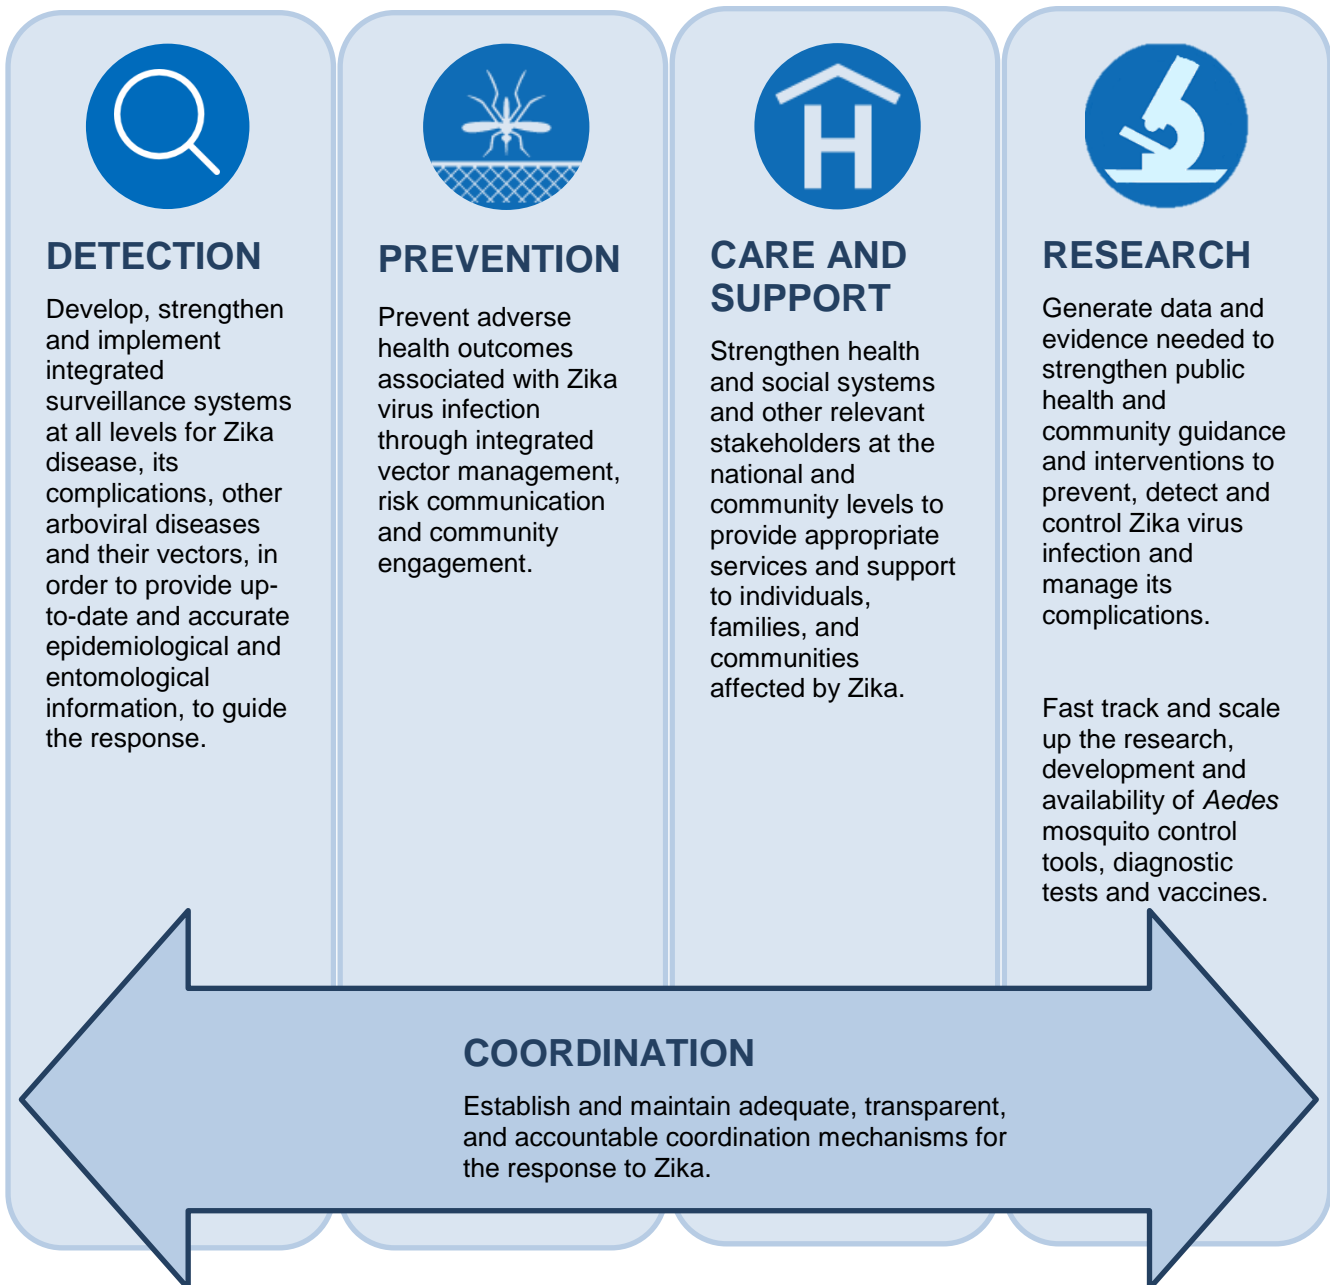 DETECTION
Develop, strengthen
and implement
integrated
surveillance systems
at all levels for Zika
disease, its
complications, other
arboviral diseases
and their vectors, in
order to provide up-
to-date and accurate
epidemiological and
entomological
information, to guide
the response.
PREVENTION
Prevent adverse
health outcomes
associated with Zika
virus infection
through integrated
vector management,
risk communication
and community
engagement.
CARE AND
SUPPORT
Strengthen health
and social systems
and other relevant
stakeholders at the
national and
community levels to
provide appropriate
services and support
to individuals,
families, and
communities
affected by Zika.
RESEARCH
Generate data and
evidence needed to
strengthen public
health and
community guidance
and interventions to
prevent, detect and
control Zika virus
infection and
manage its
complications.
Fast track and scale
up the research,
development and
availability of Aedes
mosquito control
tools, diagnostic
tests and vaccines.
COORDINATION
Establish and maintain adequate, transparent,
and accountable coordination mechanisms for
the response to Zika.